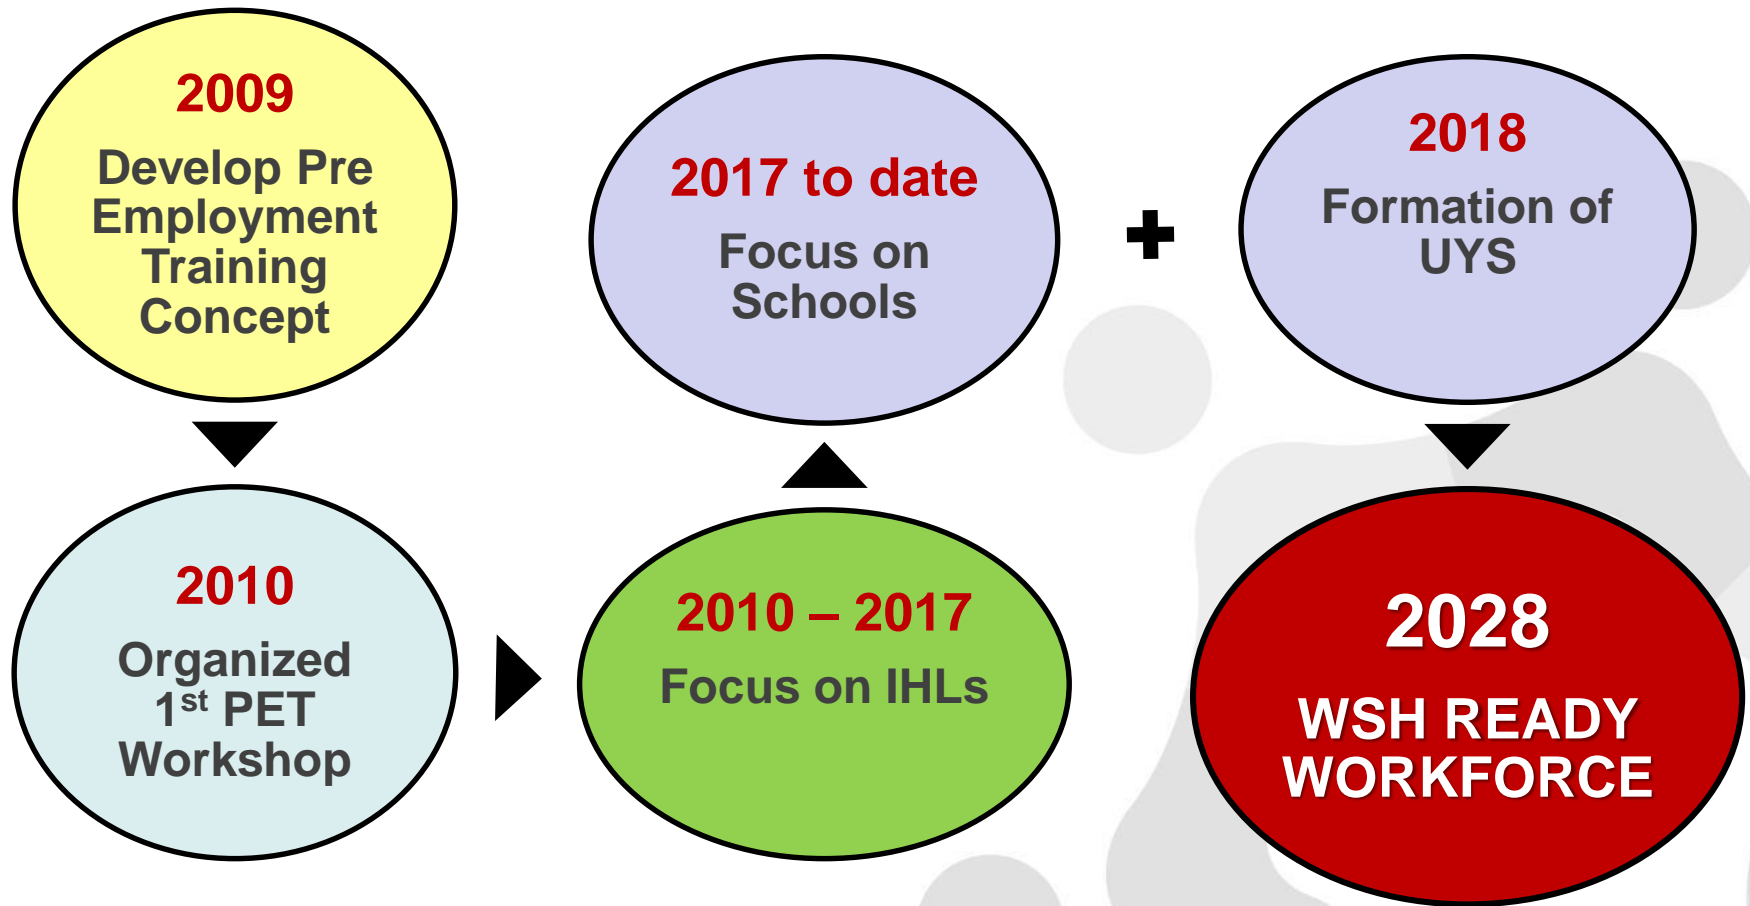 2009
Develop Pre
Employment
Training
Concept
2010
Organized
1st PET
Workshop
2010 – 2017
Focus on IHLs
2017 to date
Focus on
Schools
+
2018
Formation of
UYS
2028
WSH READY
WORKFORCE